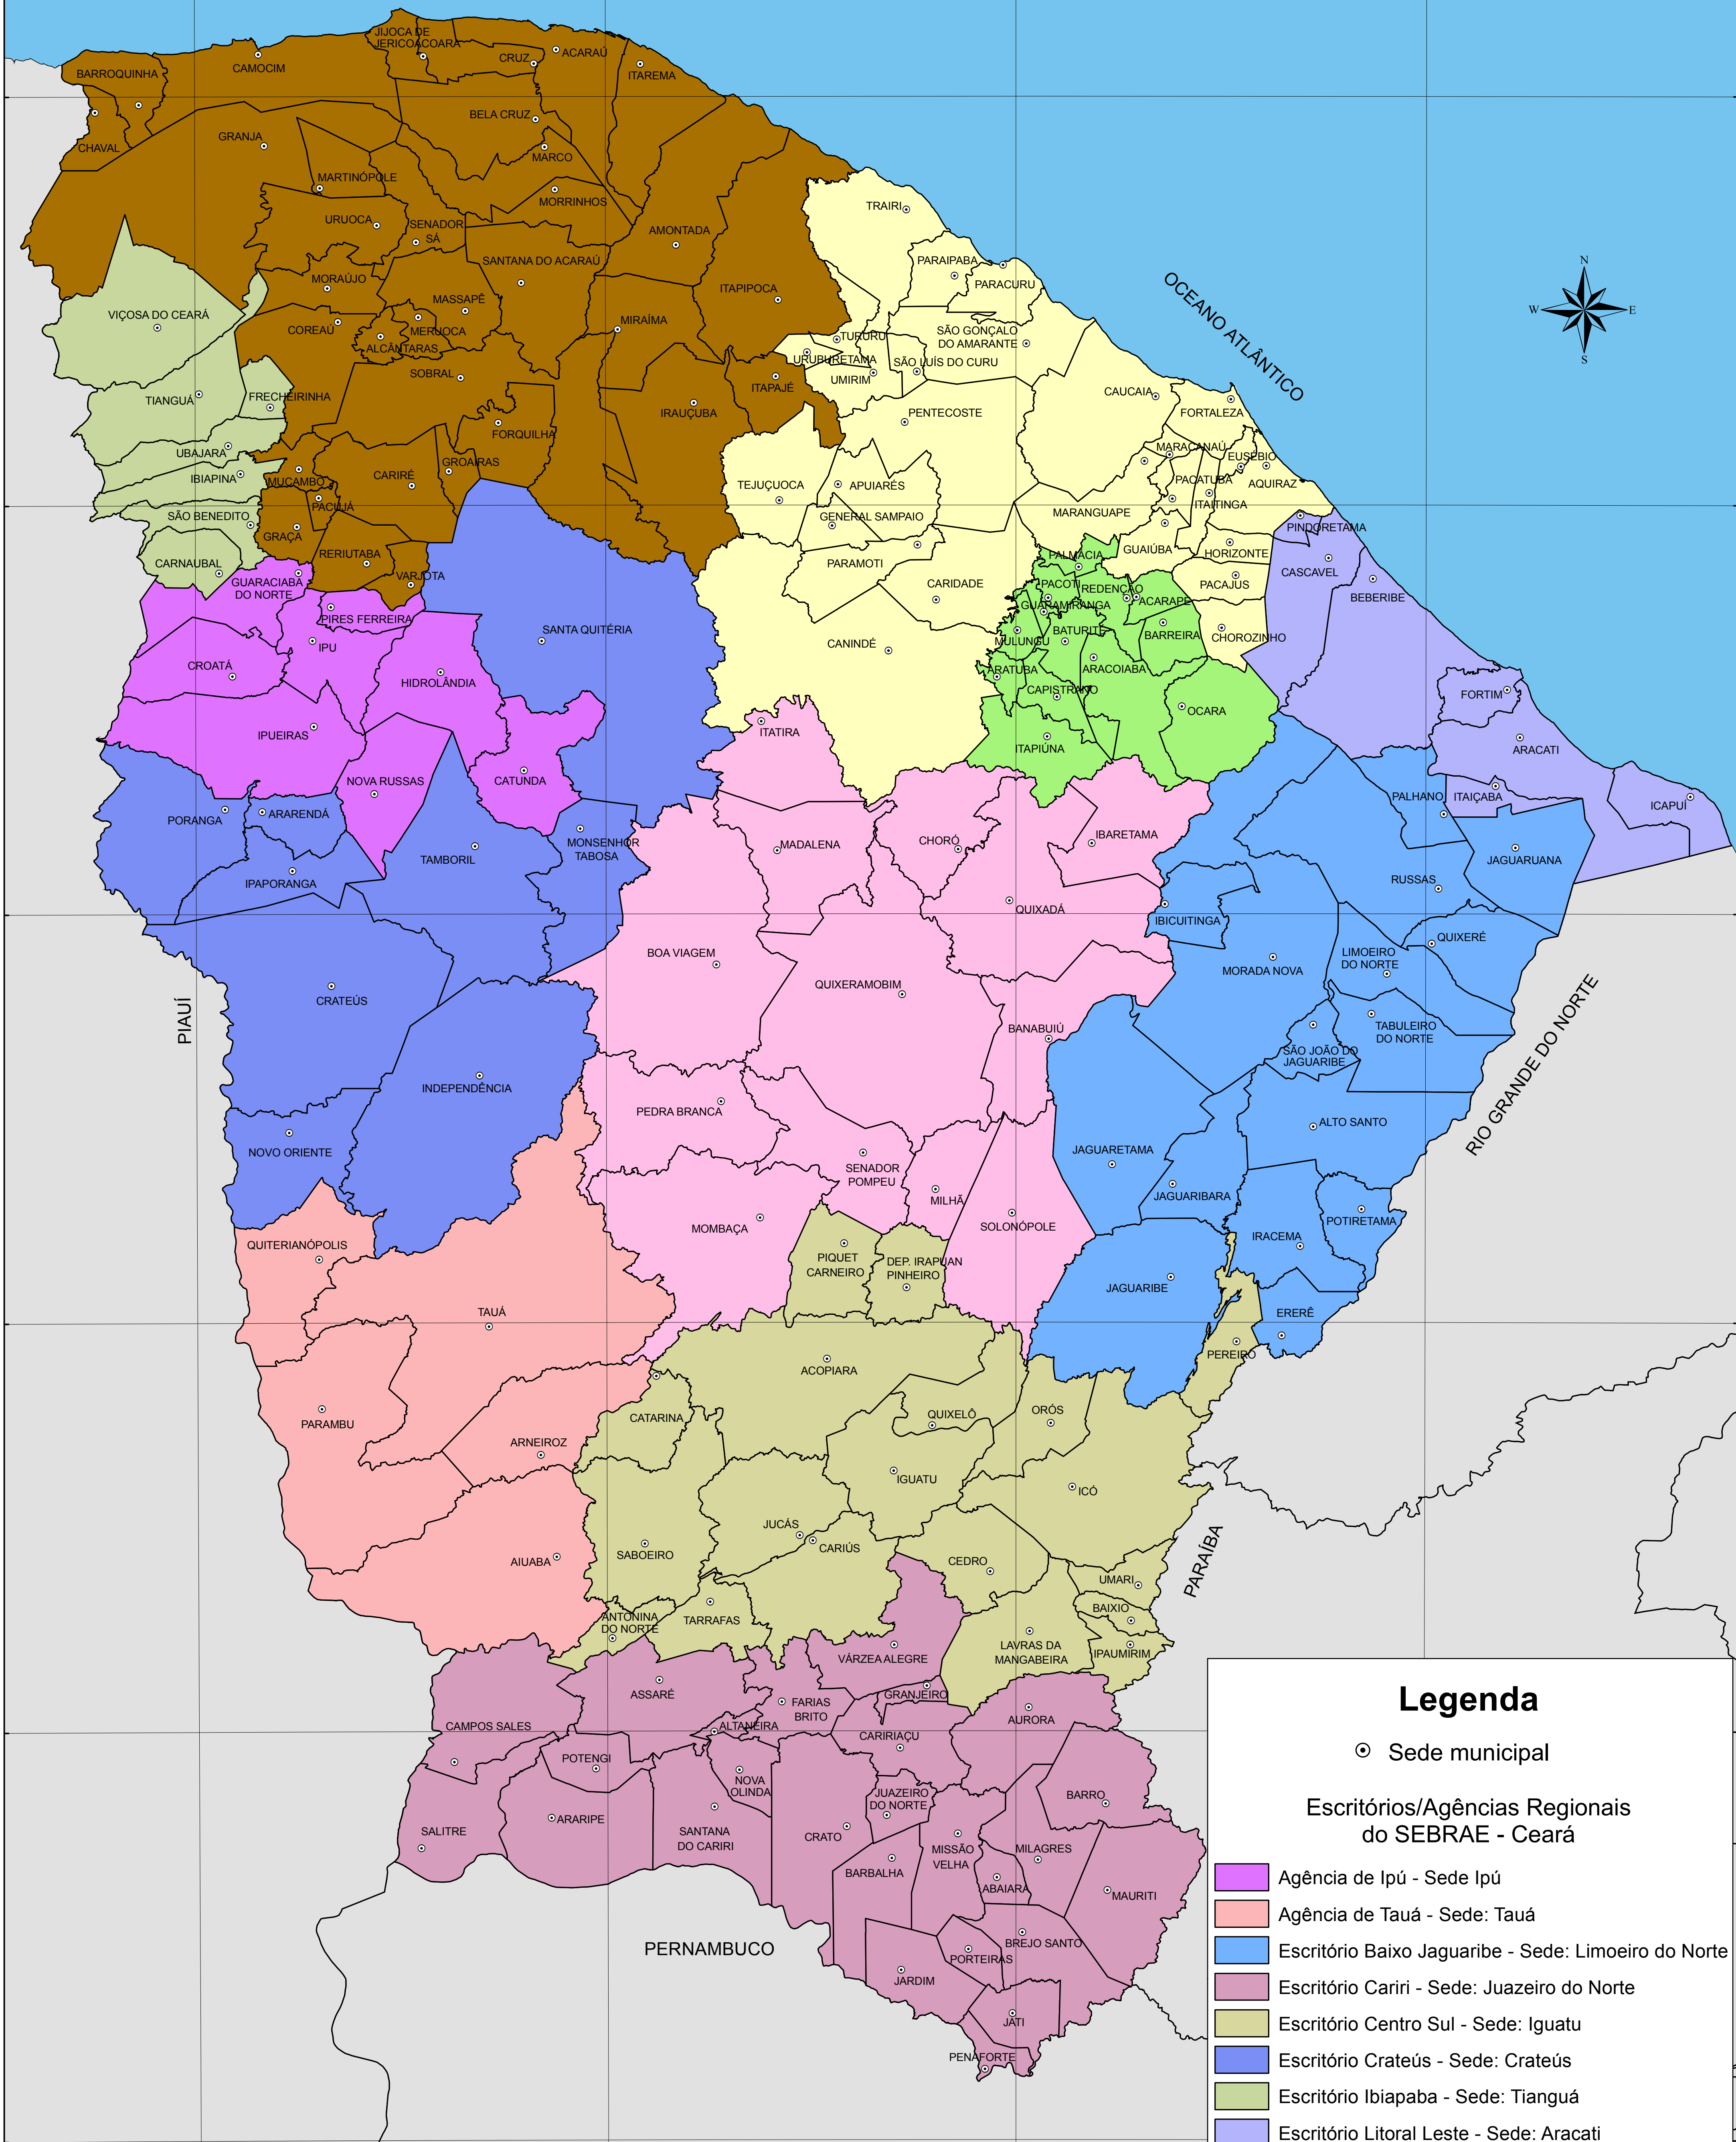 JIJOCA DE
JERICOACOARA
CRUZ
ACARAÚ
ITAREMA
BARROQUINHA
CAMOCIM
CHAVAL
GRANJA
BELA CRUZ
MARCO
MARTINÓPOLE
MORRINHOS
URUOCA
SENADOR
SÁ
AMONTADA
TRAIRI
SANTANA DO ACARAÚ
MORAÚJO
MASSAPÊ
ITAPIPOCA
PARAIPABA
PARACURU
VIÇOSA DO CEARÁ
COREAÚ
MERUOCA
ALCÂNTARAS
MIRAÍMA
TURURU
URUBURETAMA
UMIRIM
SÃO GONÇALO
DO AMARANTE
SÃO LUÍS DO CURU
OCEANO ATLÂNTICO
N
W
E
S
SOBRAL
TIANGUÁ
FRECHEIRINHA
ITAPAJÉ
IRAUÇUBA
FORQUILHA
PENTECOSTE
CAUCAIA
FORTALEZA
MARACANAÚ
EUSÉBIO
AQUIRAZ
PACATUBA
ITAITINGA
UBAJARA
IBIAPINA
MUCAMBO
PACUJÁ
CARIRÉ
GROAÍRAS
TEJUÇUOCA
APUIARÉS
GENERAL SAMPAIO
MARANGUAPE
PINDORETAMA
SÃO BENEDITO
GRAÇA
RERIUTABA
VARJOTA
CARNAUBAL
GUARACIABA
DO NORTE
PIRES FERREIRA
IPU
PARAMOTI
CARIDADE
PALMÁCIA
GUAIÚBA
HORIZONTE
PACAJUS
CASCAVEL
BEBERIBE
PACOTI
REDENÇÃO
ACARAPE
GUARAMIRANGA
MULUNGU
BATURITÉ
BARREIRA
CHOROZINHO
SANTA QUITÉRIA
CANINDÉ
CROATÁ
HIDROLÂNDIA
ARATUBA
ARACOIABA
CAPISTRANO
OCARA
FORTIM
ARACATI
IPUEIRAS
ITATIRA
ITAPIÚNA
NOVA RUSSAS
CATUNDA
PORANGA
ARARENDÁ
PALHANO
ITAIÇABA
ICAPUÍ
TAMBORIL
MONSENHOR
TABOSA
MADALENA
CHORÓ
IBARETAMA
JAGUARUANA
IPAPORANGA
RUSSAS
QUIXADÁ
IBICUITINGA
QUIXERÉ
BOA VIAGEM
LIMOEIRO
DO NORTE
MORADA NOVA
CRATEÚS
QUIXERAMOBIM
PIAUÍ
BANABUIÚ
TABULEIRO
DO NORTE
SÃO JOÃO DO
JAGUARIBE
RIO GRANDE DO NORTE
INDEPENDÊNCIA
PEDRA BRANCA
ALTO SANTO
NOVO ORIENTE
SENADOR
POMPEU
JAGUARETAMA
JAGUARIBARA
MILHÃ
MOMBAÇA
SOLONÓPOLE
POTIRETAMA
IRACEMA
QUITERIANÓPOLIS
PIQUET
CARNEIRO
DEP. IRAPUAN
PINHEIRO
JAGUARIBE
TAUÁ
ERERÊ
PEREIRO
ACOPIARA
PARAMBU
CATARINA
QUIXELÔ
ORÓS
ARNEIROZ
IGUATU
ICÓ
JUCÁS
CARIÚS
SABOEIRO
AIUABA
CEDRO
UMARI
PARAÍBA
BAIXIO
ANTONINA
DO NORTE
TARRAFAS
LAVRAS DA
MANGABEIRA
IPAUMIRIM
VÁRZEA ALEGRE
ASSARÉ
FARIAS
BRITO
GRANJEIRO
AURORA
CAMPOS SALES
ALTANEIRA
CARIRIAÇU
POTENGI
NOVA
OLINDA
JUAZEIRO
DO NORTE
BARRO
ARARIPE
SALITRE
SANTANA
DO CARIRI
CRATO
MISSÃO
VELHA
MILAGRES
BARBALHA
ABAIARA
MAURITI
PERNAMBUCO
BREJO SANTO
PORTEIRAS
JARDIM
JATI
PENAFORTE
Legenda
Sede municipal
Escritórios/Agências Regionais
do SEBRAE - Ceará
Agência de Ipú - Sede Ipú
Agência de Tauá - Sede: Tauá
Escritório Baixo Jaguaribe - Sede: Limoeiro do Norte
Escritório Cariri - Sede: Juazeiro do Norte
Escritório Centro Sul - Sede: Iguatu
Escritório Crateús - Sede: Crateús
Escritório Ibiapaba - Sede: Tianguá
Escritório Litoral Leste - Sede: Aracati